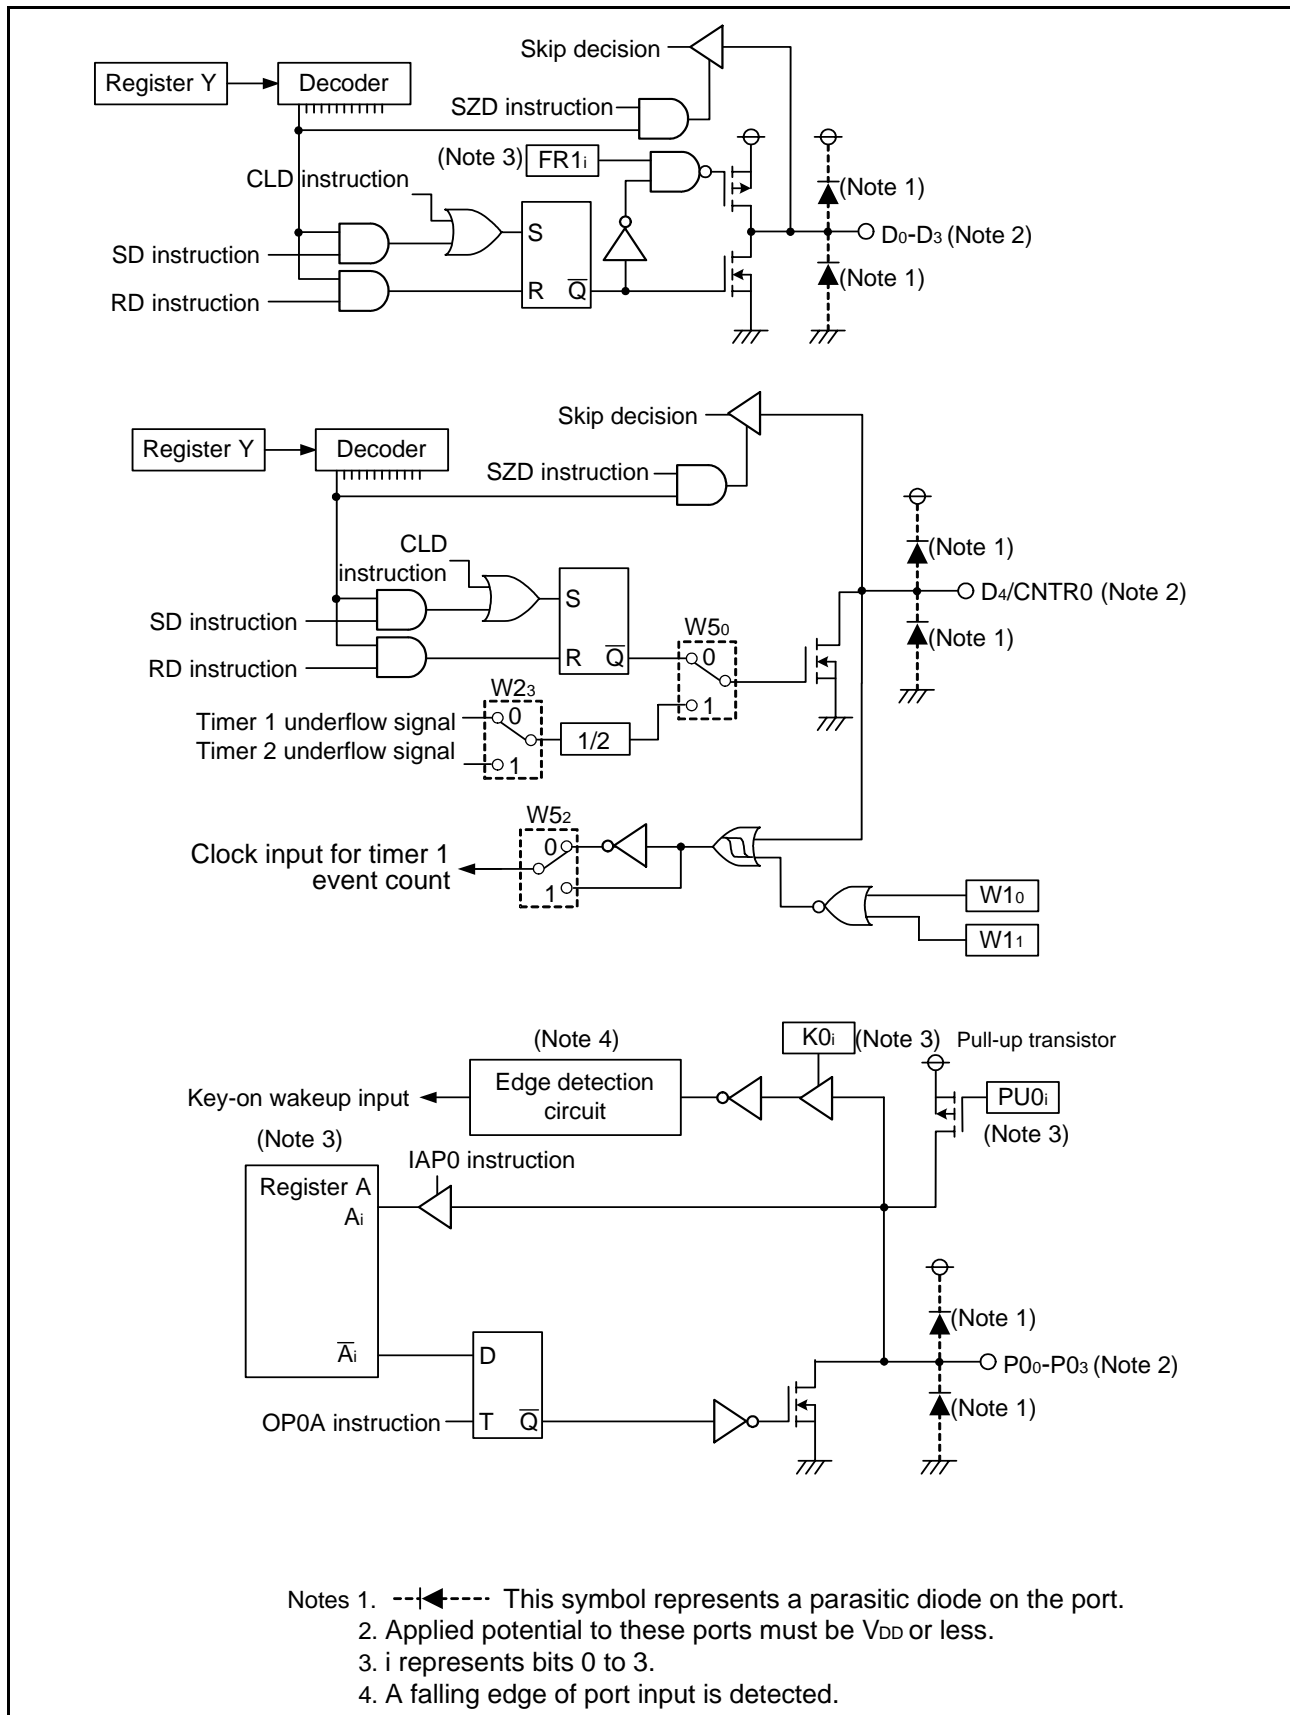 Skip decision
Register Y
Decoder
SZD instruction
(Note 3)
FR1i
CLD instruction
(Note 1)
S
D0-D3 (Note 2)
SD instruction
(Note 1)
RD instruction
R
Q̅
Skip decision
Register Y
Decoder
SZD instruction
CLD
instruction
(Note 1)
S
D4/CNTR0 (Note 2)
SD instruction
W50
(Note 1)
RD instruction
R
Q̅
0
W23
1
Timer 1 underflow signal
0
1/2
Timer 2 underflow signal
1
W52
Clock input for timer 1
event count
0
1
W10
W11
(Note 4)
K0i
(Note 3)
Pull-up transistor
Key-on wakeup input
Edge detection
circuit
PU0i
(Note 3)
(Note 3)
IAP0 instruction
Register A
Ai
(Note 1)
A̅i
D
P00-P03 (Note 2)
OP0A instruction
T
Q̅
(Note 1)
Notes 1. This symbol represents a parasitic diode on the port.
2. Applied potential to these ports must be VDD or less.
3. i represents bits 0 to 3.
4. A falling edge of port input is detected.